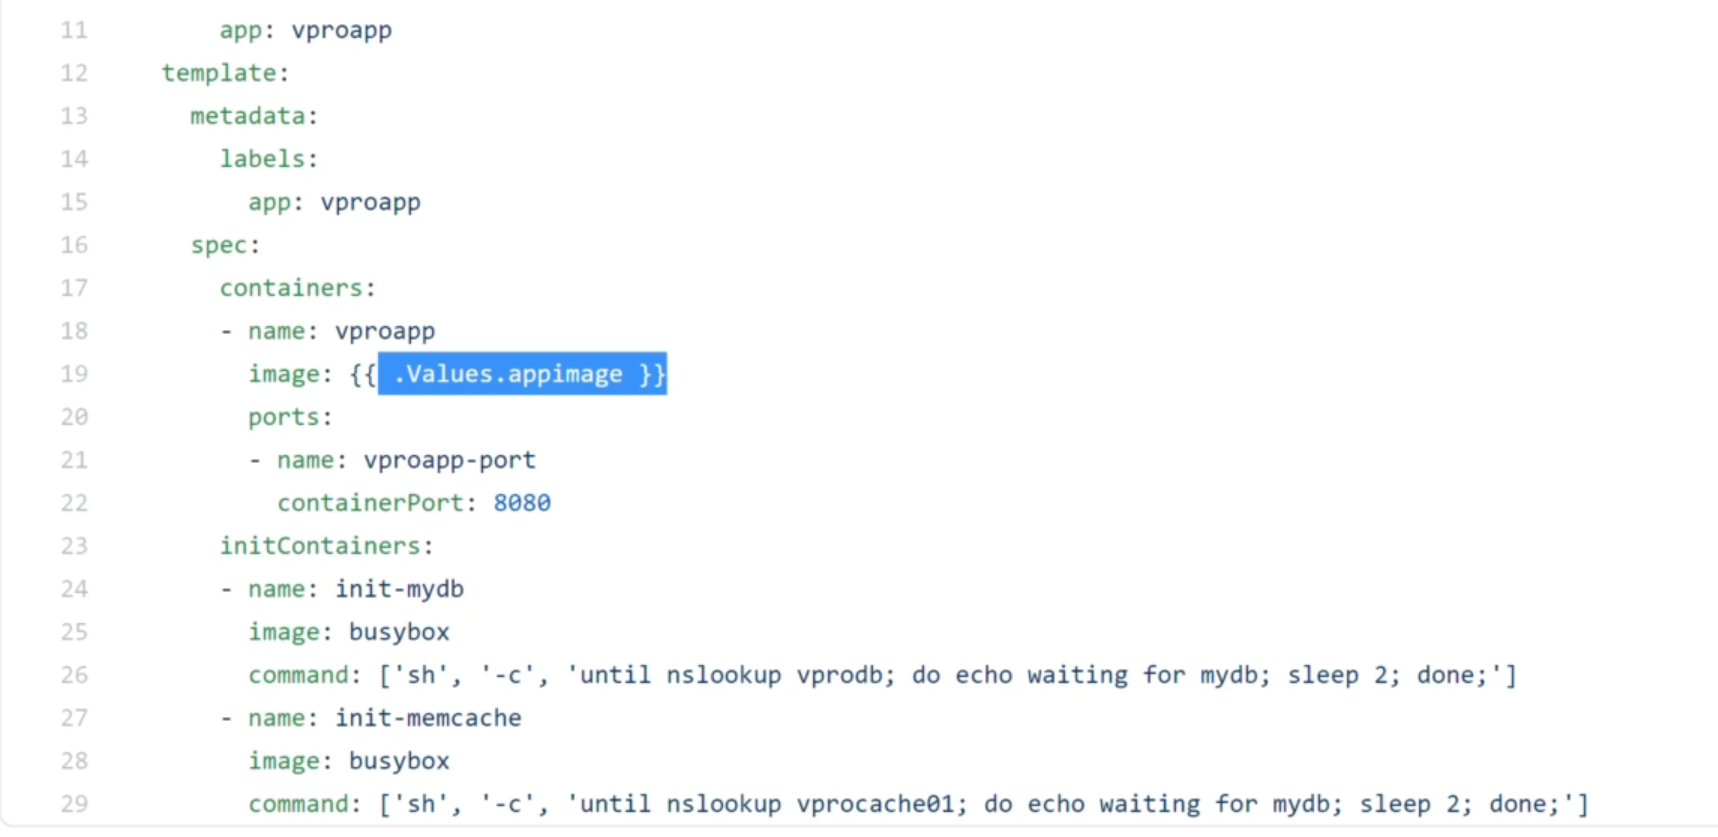 11 app: vproapp
12 template:
13 metadata:
14 labels:
15 app: vproapp
16 spec:
17 containers:
18 - name: vproapp
19 image: {{ .Values.appimage }}
20 ports:
21 - name: vproapp-port
22 containerPort: 8080
23 initContainers:
24 - name: init-mydb
25 image: busybox
26 command: ['sh', '-c', 'until nslookup vprodb; do echo waiting for mydb; sleep 2; done;']
27 - name: init-memcache
28 image: busybox
29 command: ['sh', '-c', 'until nslookup vprocache01; do echo waiting for mydb; sleep 2; done;']